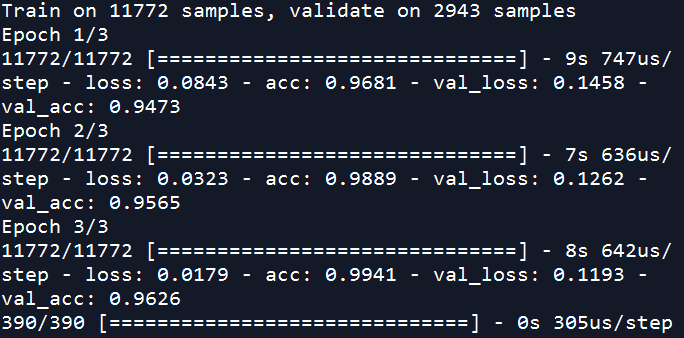 Train on 11772 samples, validate on 2943 samples
Epoch 1/3
11772/11772 [==============================] - 9s 747us/
step - loss: 0.0843 - acc: 0.9681 - val_loss: 0.1458 -
val_acc: 0.9473
Epoch 2/3
11772/11772 [==============================] - 7s 636us/
step - loss: 0.0323 - acc: 0.9889 - val_loss: 0.1262 -
val_acc: 0.9565
Epoch 3/3
11772/11772 [==============================] - 8s 642us/
step - loss: 0.0179 - acc: 0.9941 - val_loss: 0.1193 -
val_acc: 0.9626
390/390 [==============================] - 0s 305us/step